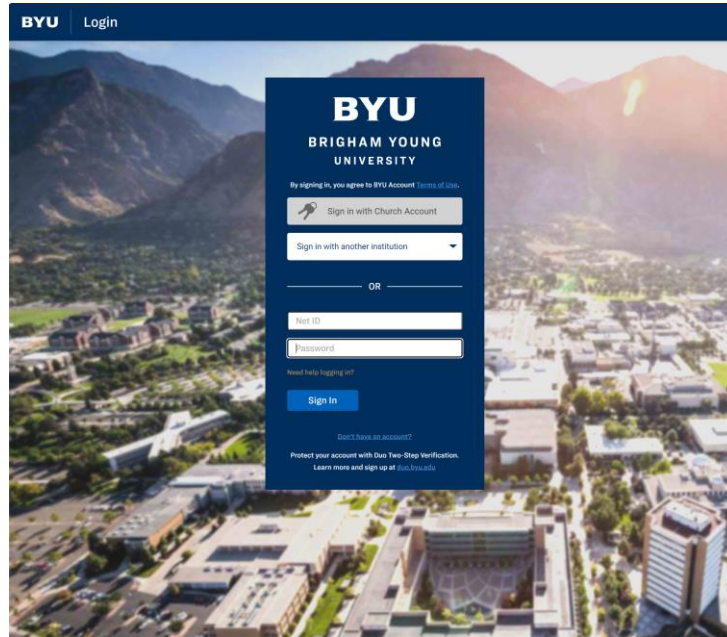 BYU Login
BYU
BRIGHAM YOUNG
UNIVERSITY
By signing in, you agree to BYU Account Terms of Use.
Sign in with Church Account
Sign in with another institution
OR
Net ID
Password
Need help logging in?
Sign In
Don't have an account?
Protect your account with Duo Two-Step Verification.
Learn more and sign up at duo.byu.edu